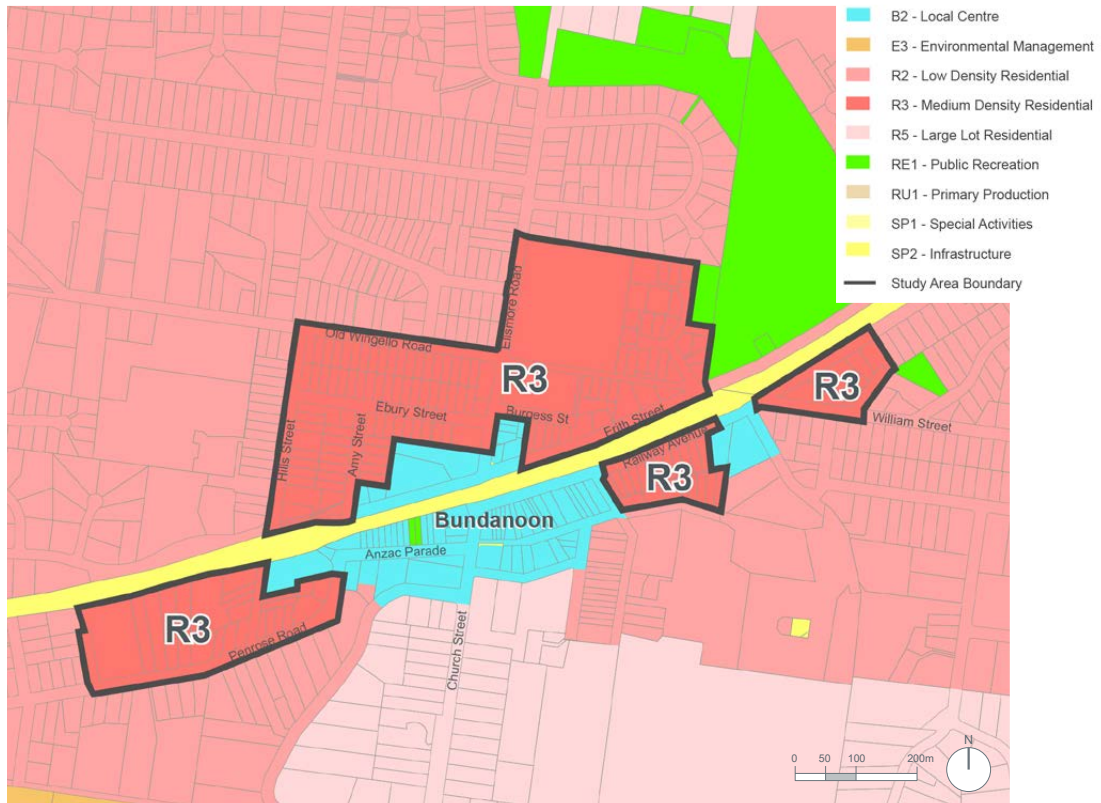 B2 - Local Centre
E3 - Environmental Management
R2 - Low Density Residential
R3 - Medium Density Residential
R5 - Large Lot Residential
RE1 - Public Recreation
RU1 - Primary Production
SP1 - Special Activities
SP2 - Infrastructure
Study Area Boundary
Ellsmore Road
Old Wingello Road
R3
R3
Ebury Street
Burgess St
Erith Street
William Street
Hills Street
Amy Street
Railway Avenue
R3
Bundanoon
Anzac Parade
R3
Penrose Road
Church Street
N
0 50 100 200m